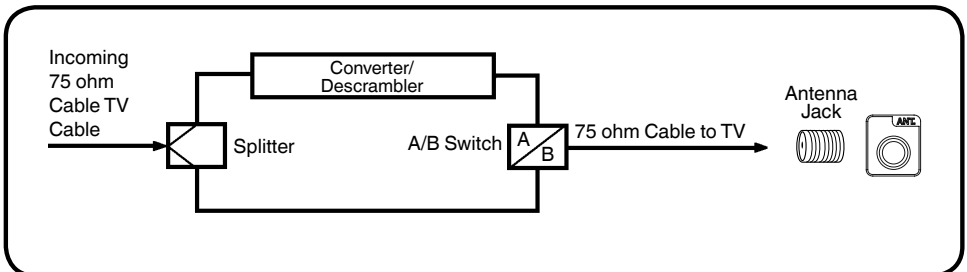 Incoming
75 ohm
Cable TV
Cable
Converter/
Descrambler
Splitter
A/B Switch
A
B
75 ohm Cable to TV
Antenna
Jack
ANT.